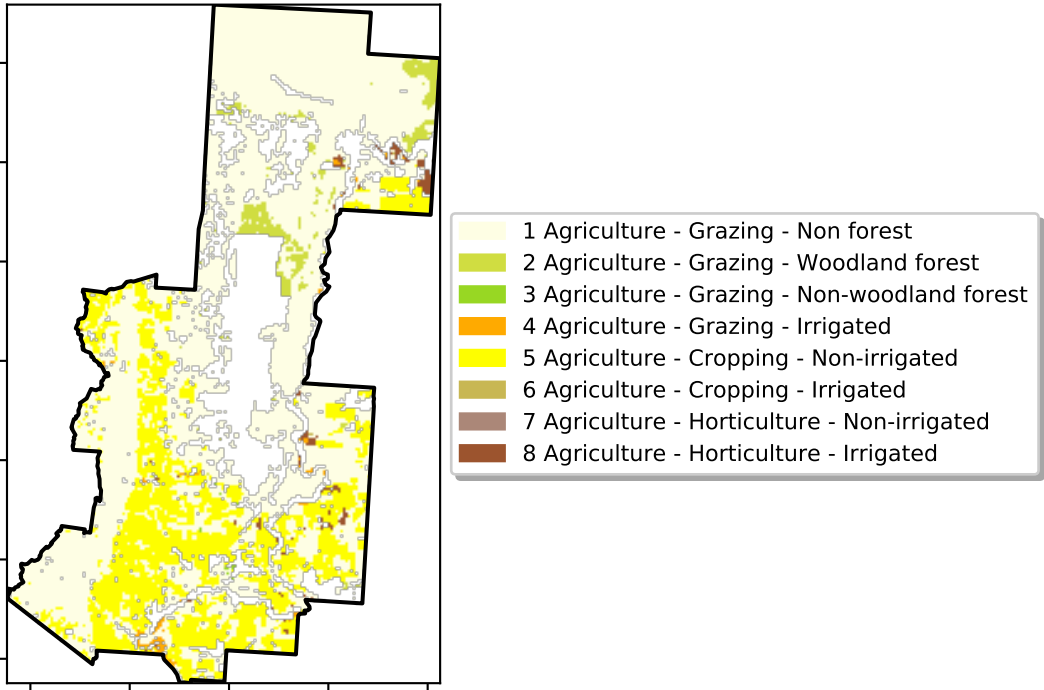 1 Agriculture - Grazing - Non forest
2 Agriculture - Grazing - Woodland forest
3 Agriculture - Grazing - Non-woodland forest
4 Agriculture - Grazing - Irrigated
5 Agriculture - Cropping - Non-irrigated
6 Agriculture - Cropping - Irrigated
7 Agriculture - Horticulture - Non-irrigated
8 Agriculture - Horticulture - Irrigated